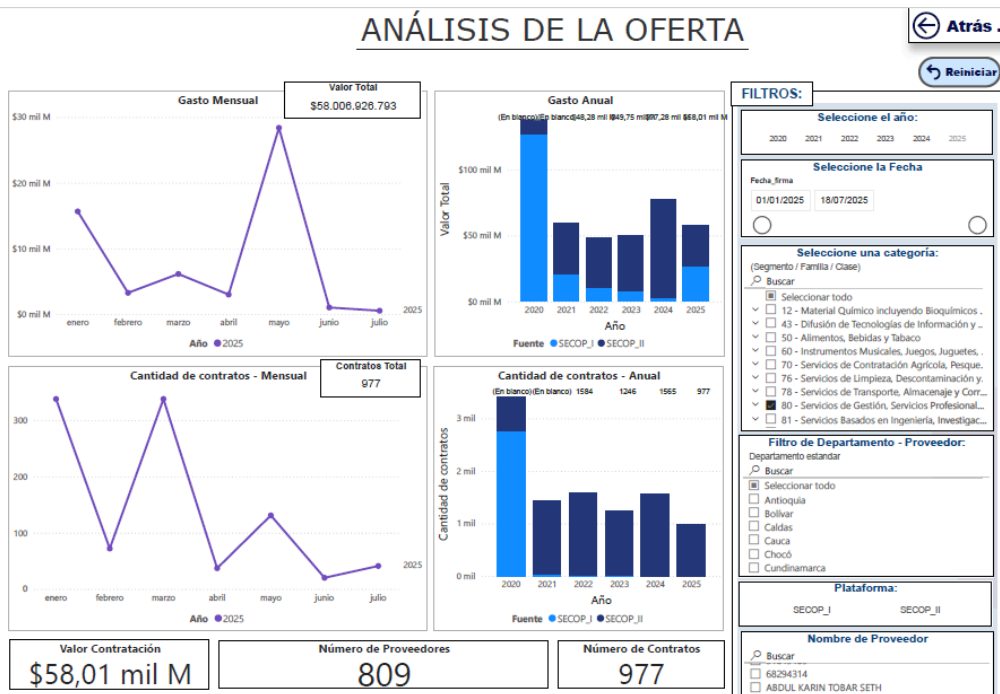 ANÁLISIS DE LA OFERTA
Atrás .
Reiniciar
Gasto Mensual
Valor Total
$58.006.926.793
$30 mil M
$20 mil M
$10 mil M
$0 mil M
enero febrero marzo abril mayo junio julio
2025
Año 2025
Gasto Anual
(En blanco)
$100 mil M
$50 mil M
$0 mil M
Valor Total
2020 2021 2022 2023 2024 2025
Año
Fuente SECOP_I SECOP_II
Cantidad de contratos - Mensual
Contratos Total
977
300
200
100
0
enero febrero marzo abril mayo junio julio
2025
Año 2025
Cantidad de contratos - Anual
(En blanco) (En blanco) 1584 1246 1565 977
3 mil
2 mil
1 mil
0 mil
Cantidad de contratos
2020 2021 2022 2023 2024 2025
Año
Fuente SECOP_I SECOP_II
Valor Contratación
$58,01 mil M
Número de Proveedores
809
Número de Contratos
977
FILTROS:
Seleccione el año:
2020 2021 2022 2023 2024 2025
Seleccione la Fecha
Fecha_firma
01/01/2025 18/07/2025
Seleccione una categoría:
(Segmento / Familia / Clase)
Buscar
Seleccionar todo
12 - Material Químico incluyendo Bioquímicos .
43 - Difusión de Tecnologías de Información y ..
50 - Alimentos, Bebidas y Tabaco
60 - Instrumentos Musicales, Juegos, Juguetes, .
70 - Servicios de Contratación Agrícola, Pesque.
76 - Servicios de Limpieza, Descontaminación y.
78 - Servicios de Transporte, Almacenaje y Corr...
80 - Servicios de Gestión, Servicios Profesional...
81 - Servicios Basados en Ingeniería, Investigac...
Filtro de Departamento - Proveedor:
Departamento estandar
Buscar
Seleccionar todo
Antioquia
Bolívar
Caldas
Cauca
Chocó
Cundinamarca
Plataforma:
SECOP_I SECOP_II
Nombre de Proveedor
Buscar
68294314
ABDUL KARIN TOBAR SETH